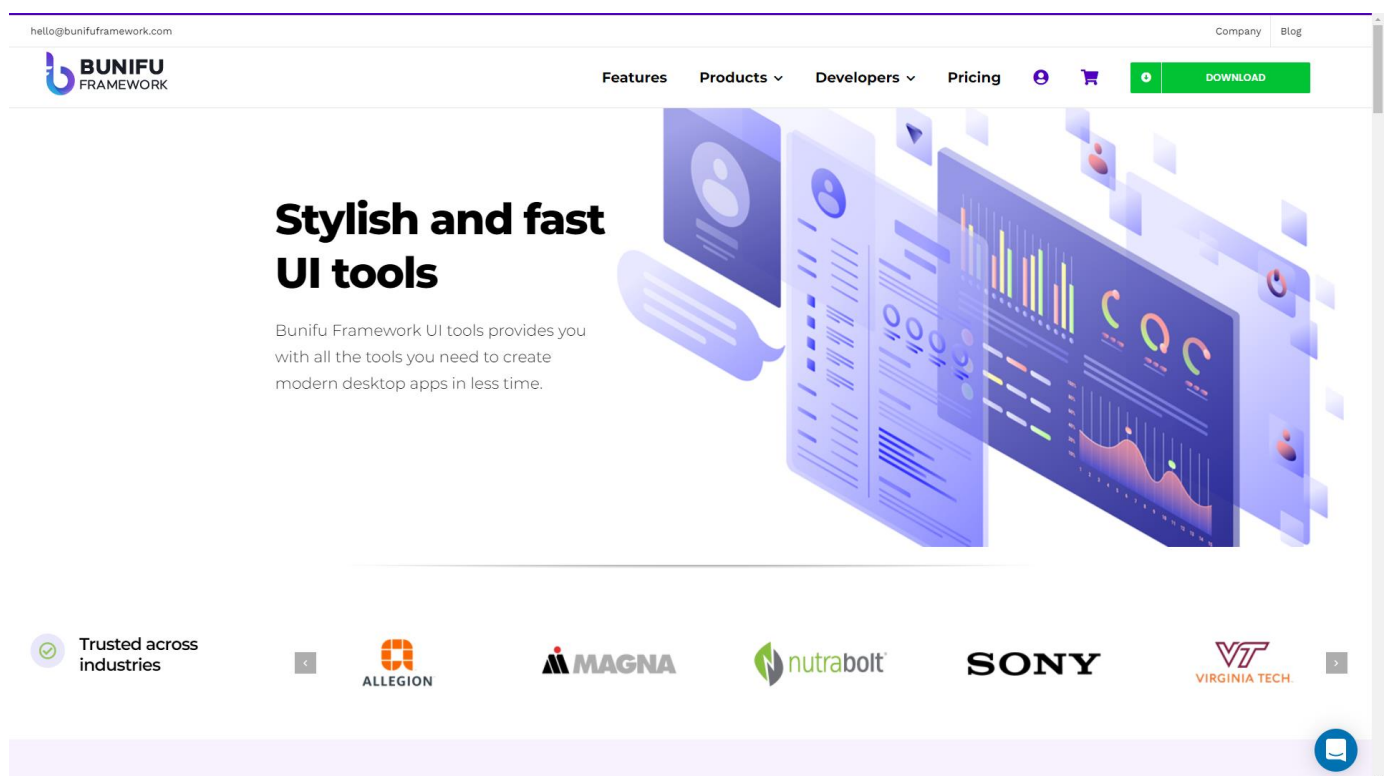 hello@bunifuframework.com
Company
Blog
BUNIFU
FRAMEWORK
Features
Products
Developers
Pricing
DOWNLOAD
Stylish and fast
UI tools
Bunifu Framework UI tools provides you
with all the tools you need to create
modern desktop apps in less time.
Trusted across
industries
ALLEGION
MAGNA
nutrabolt
SONY
VT
VIRGINIA TECH.